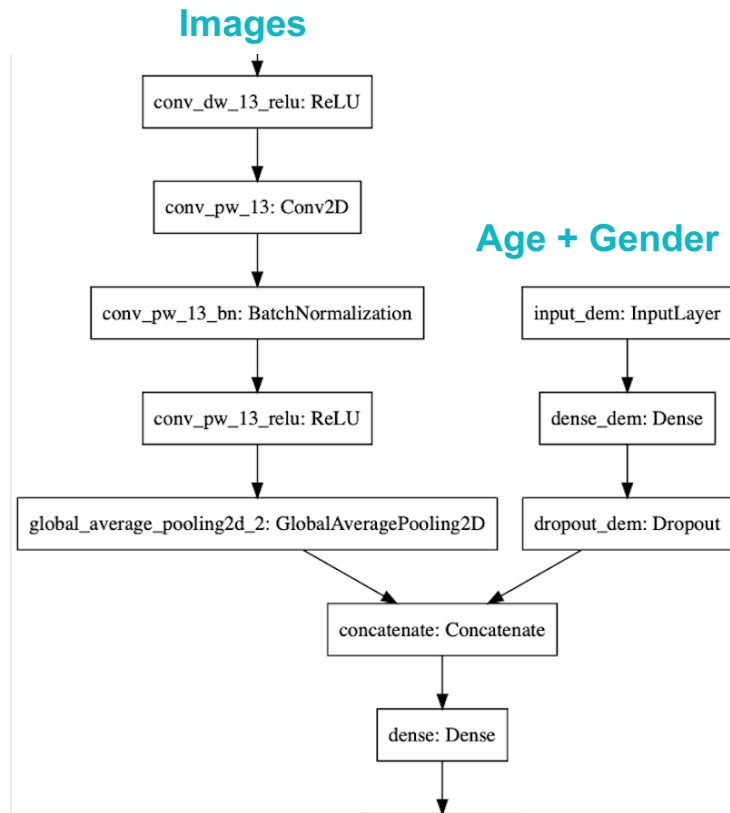 Images
conv_dw_13_relu: ReLU
conv_pw_13: Conv2D
Age + Gender
conv_pw_13_bn: BatchNormalization
input_dem: InputLayer
conv_pw_13_relu: ReLU
dense_dem: Dense
global_average_pooling2d_2: GlobalAveragePooling2D
dropout_dem: Dropout
concatenate: Concatenate
dense: Dense